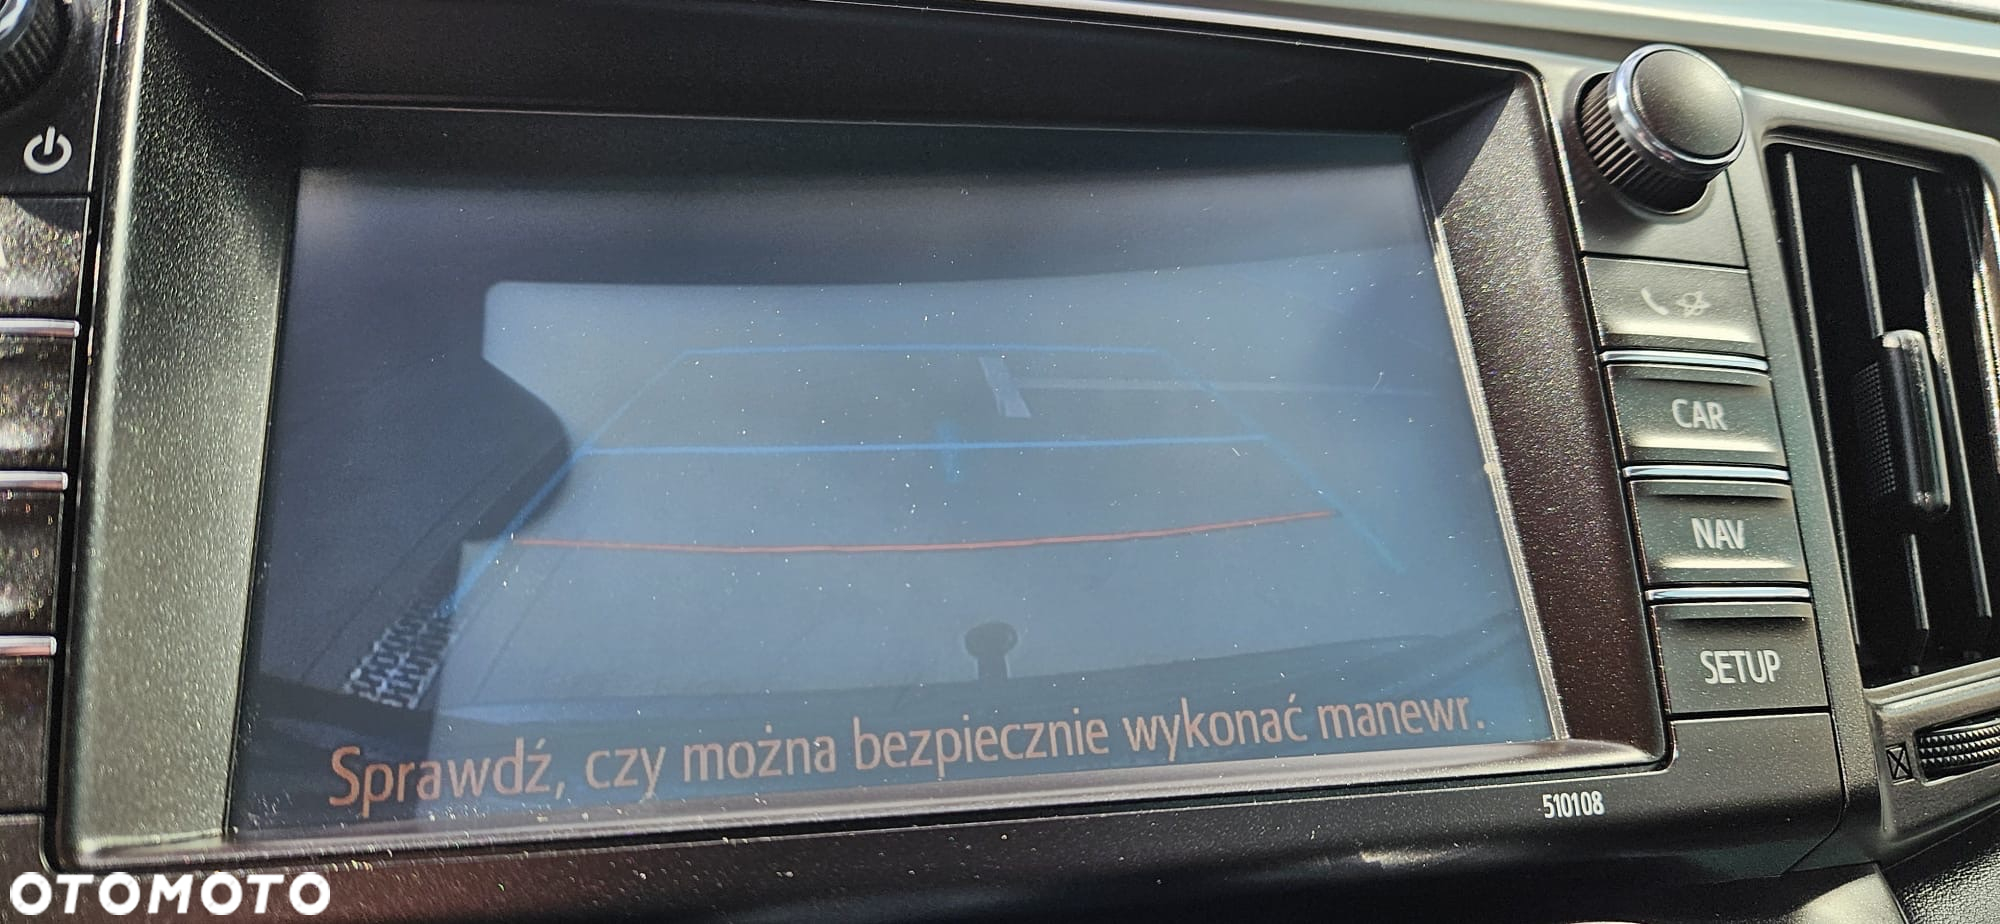 CAR
NAV
SETUP
Sprawdź, czy można bezpiecznie wykonać manewr.
510108
OTOMOTO